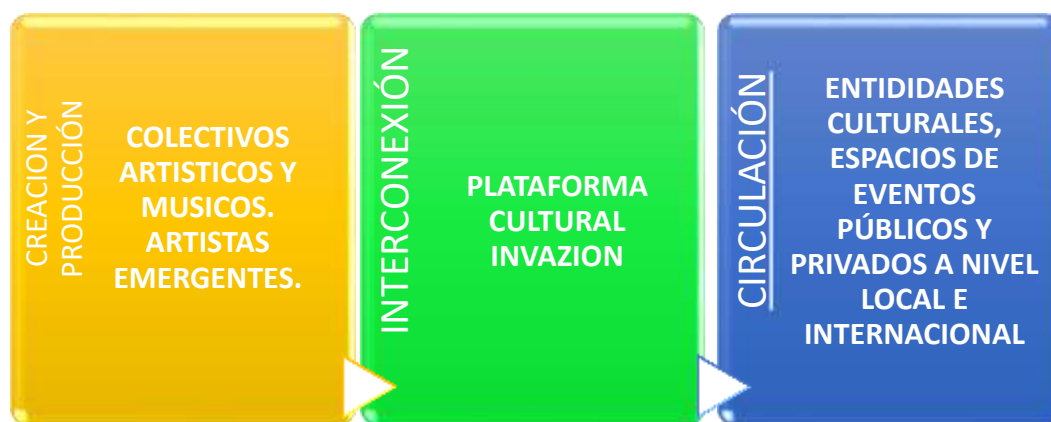 CREACION Y
PRODUCCIÓN
COLECTIVOS
ARTISTICOS Y
MUSICOS.
ARTISTAS
EMERGENTES.
INTERCONEXIÓN
PLATAFORMA
CULTURAL
INVAZION
CIRCULACIÓN
ENTIDIDADES
CULTURALES,
ESPACIOS DE
EVENTOS
PÚBLICOS Y
PRIVADOS A NIVEL
LOCAL E
INTERNACIONAL